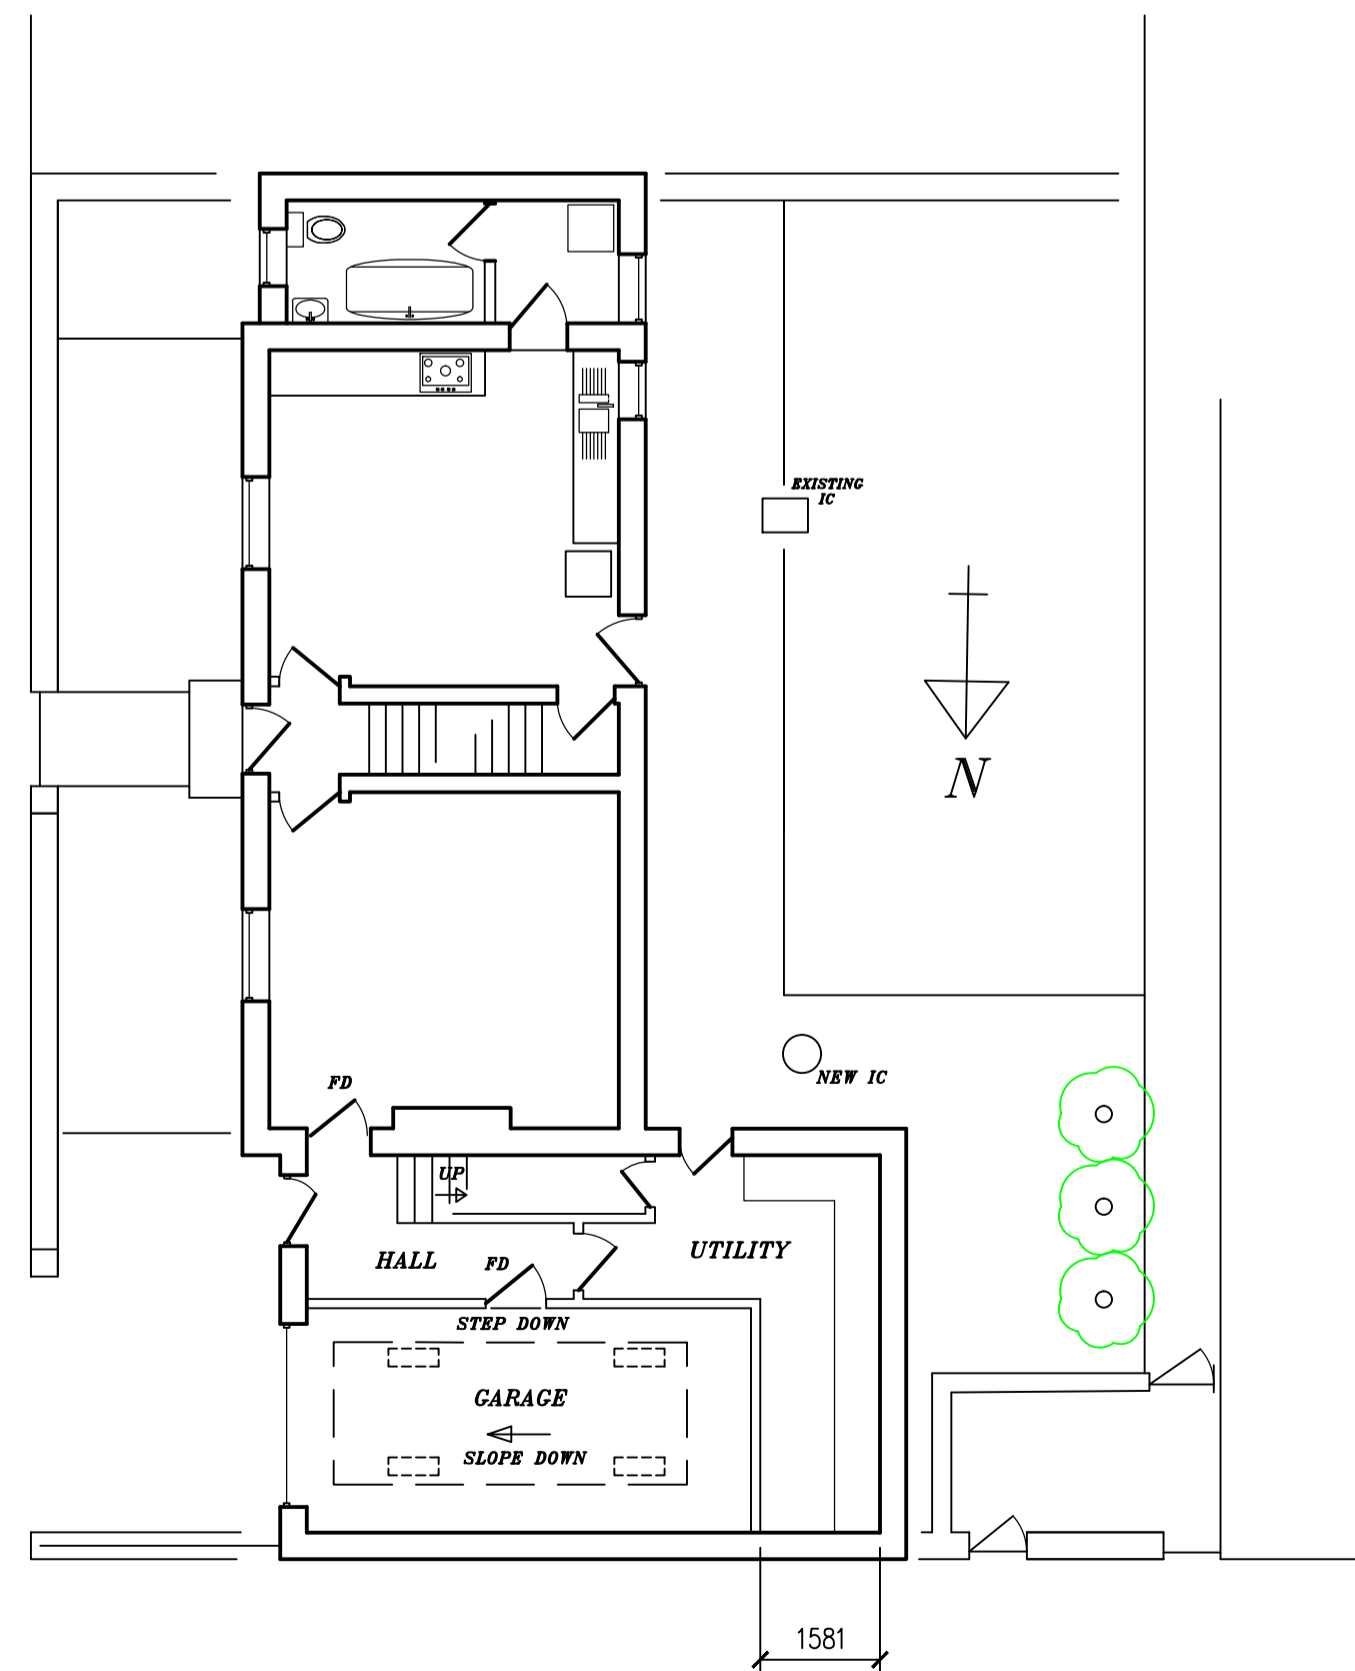 EXISTING
IC
N
NEW IC
FD
UP
HALL
FD
UTILITY
STEP DOWN
GARAGE
SLOPE DOWN
1581